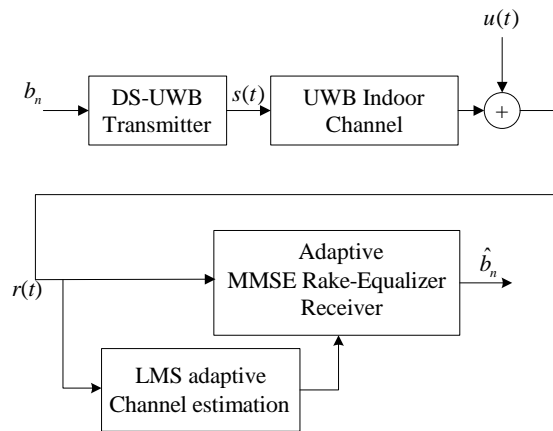 u(t)
b_n
DS-UWB
Transmitter
s(t)
UWB Indoor
Channel
+
Adaptive
MMSE Rake-Equalizer
Receiver
b̂_n
r(t)
LMS adaptive
Channel estimation